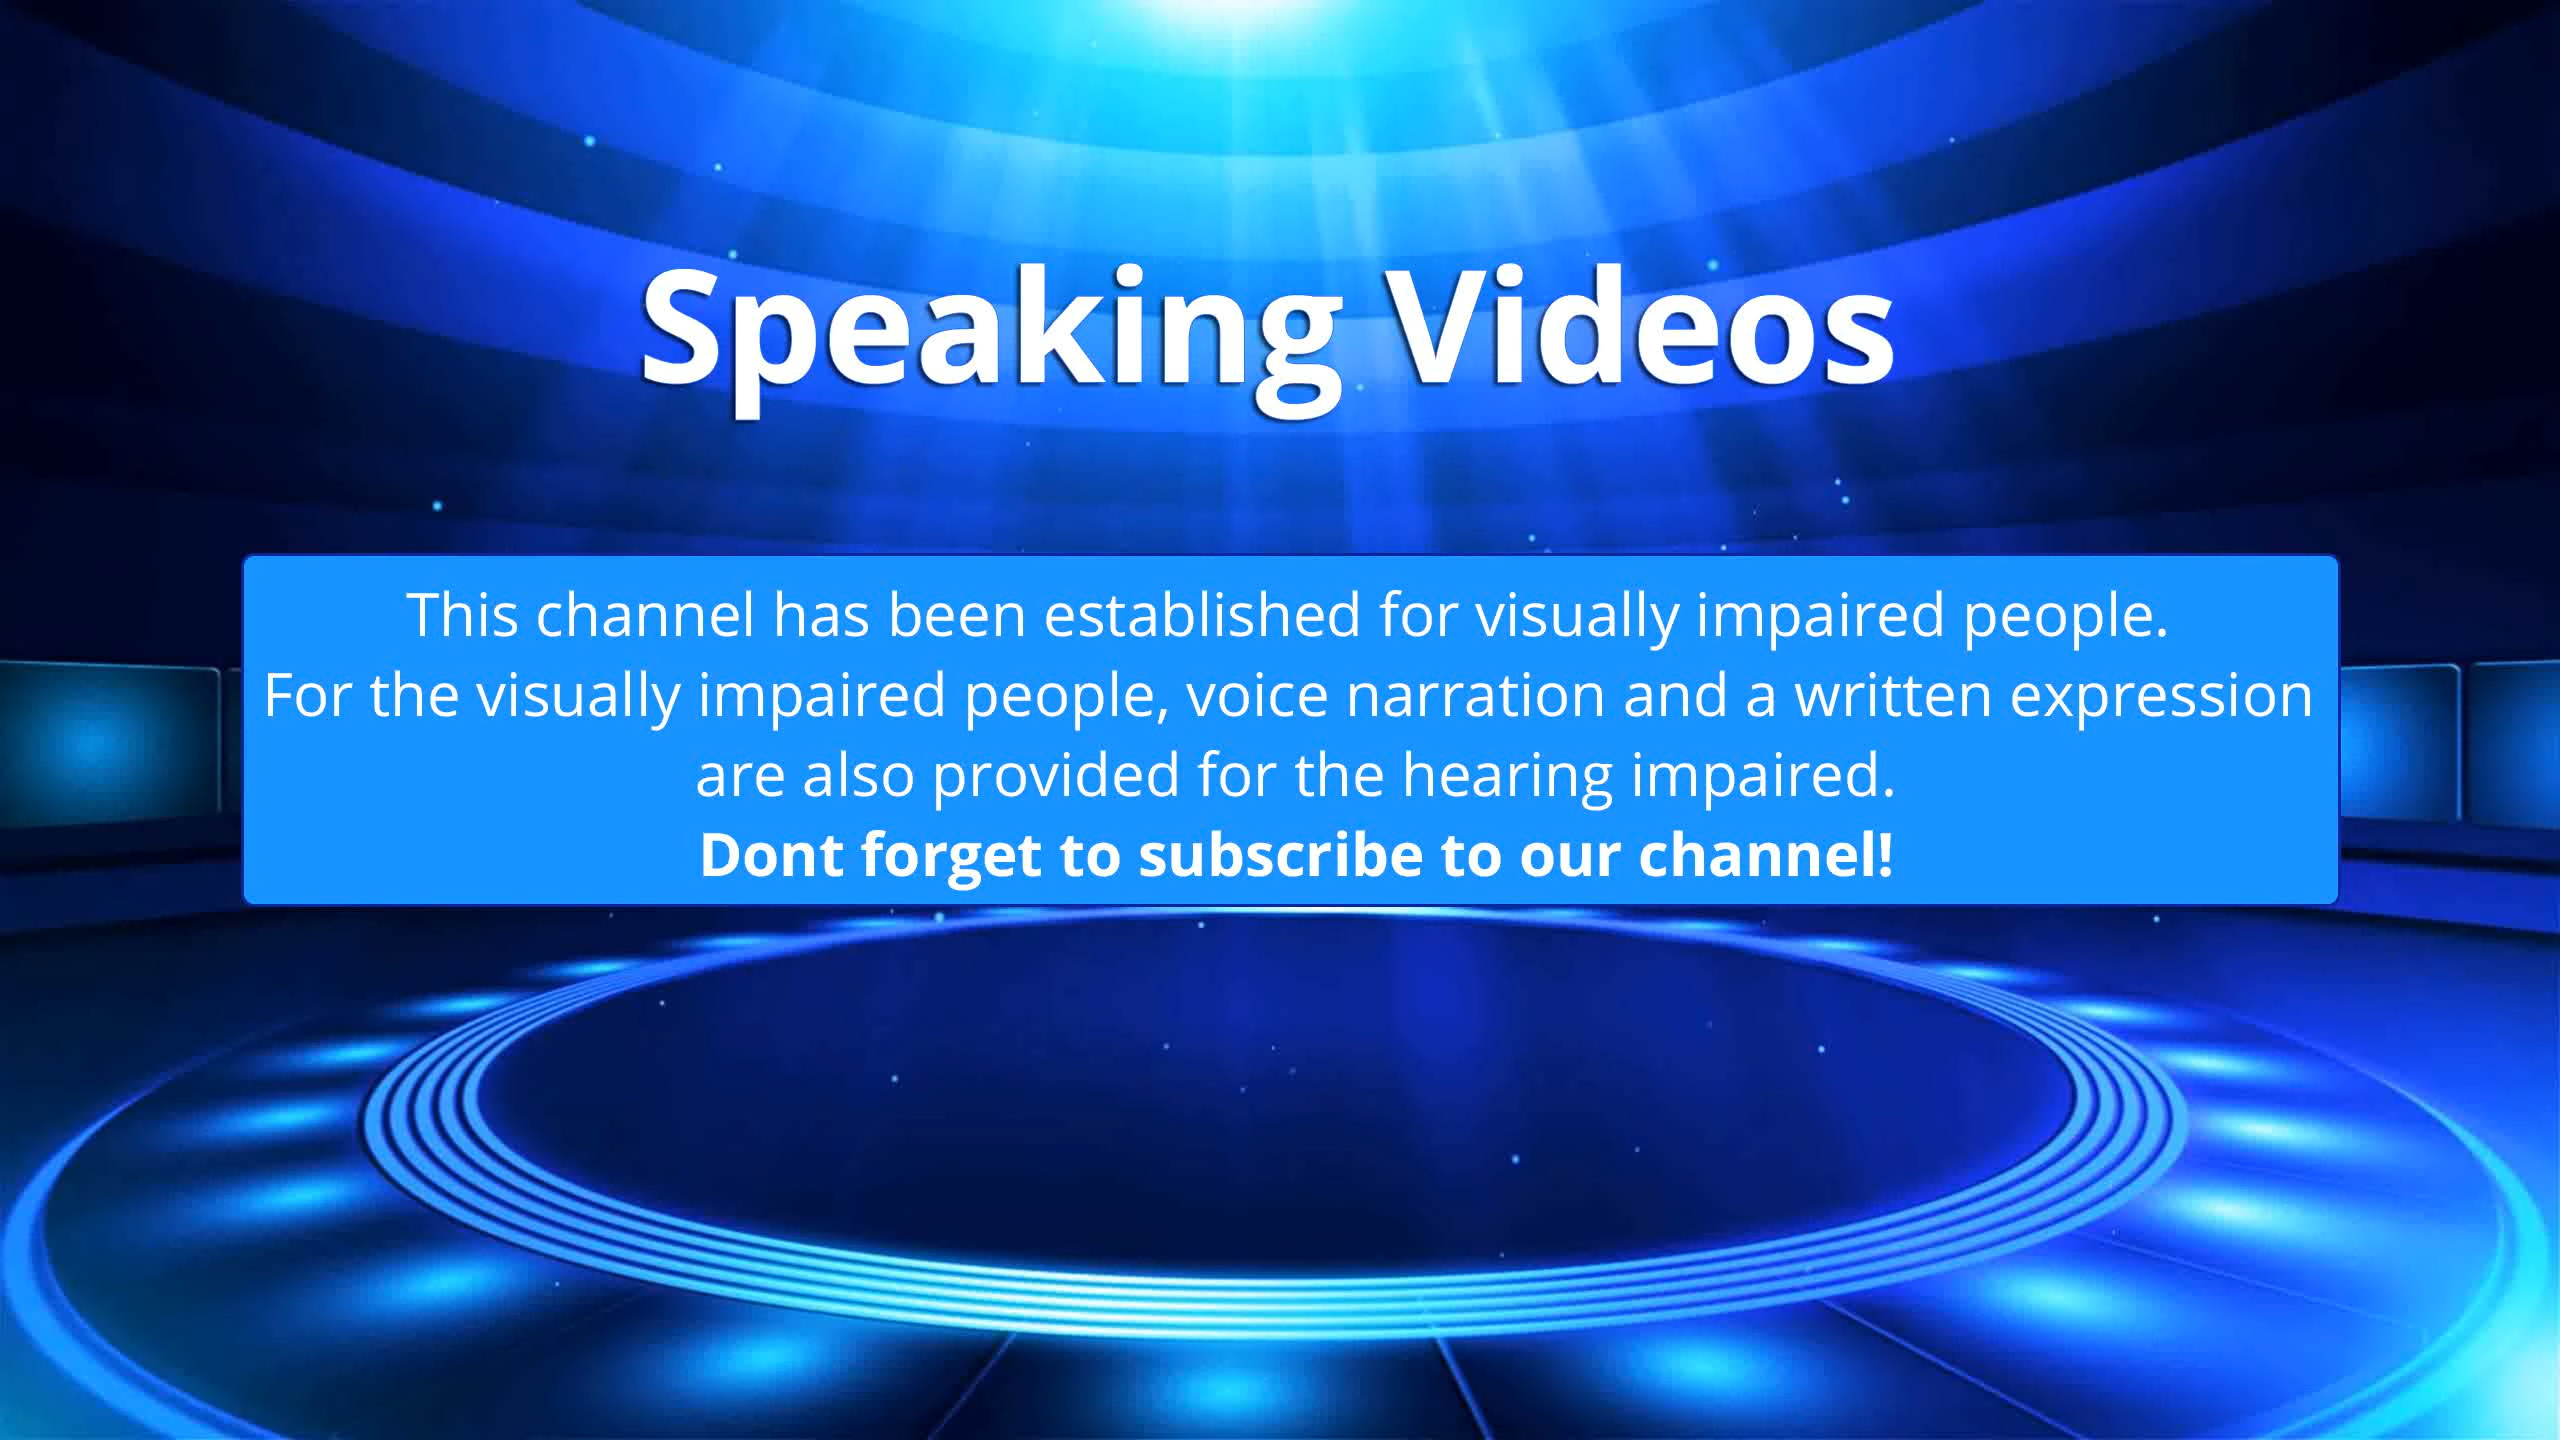 Speaking Videos
This channel has been established for visually impaired people.
For the visually impaired people, voice narration and a written expression
are also provided for the hearing impaired.
Dont forget to subscribe to our channel!